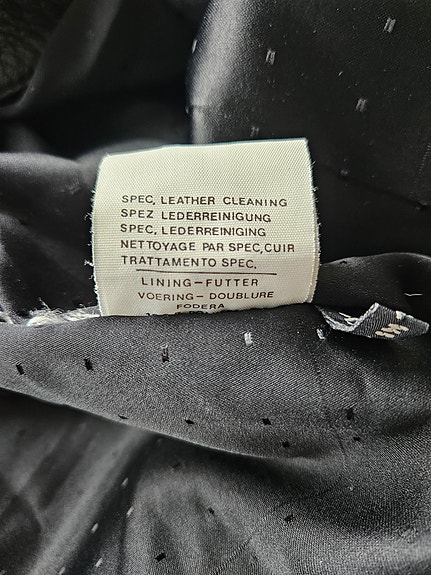 SPEC. LEATHER CLEANING
SPEZ LEDERREINIGUNG
SPEC. LEDERREINIGING
NETTOYAGE PAR SPEC.CUIR
TRATTAMENTO SPEC.
LINING-FUTTER
VOERING-DOUBLURE
FODERA